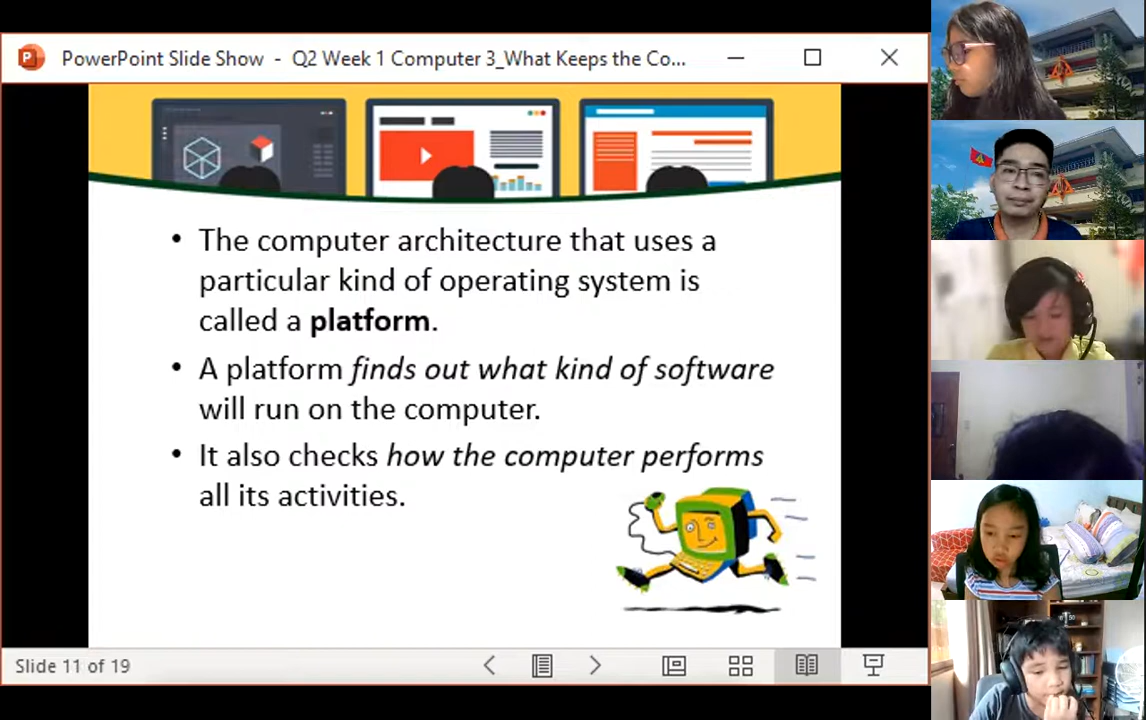 PowerPoint Slide Show - Q2 Week 1 Computer 3_What Keeps the Co...
• The computer architecture that uses a
particular kind of operating system is
called a platform.
• A platform finds out what kind of software
will run on the computer.
• It also checks how the computer performs
all its activities.
Slide 11 of 19